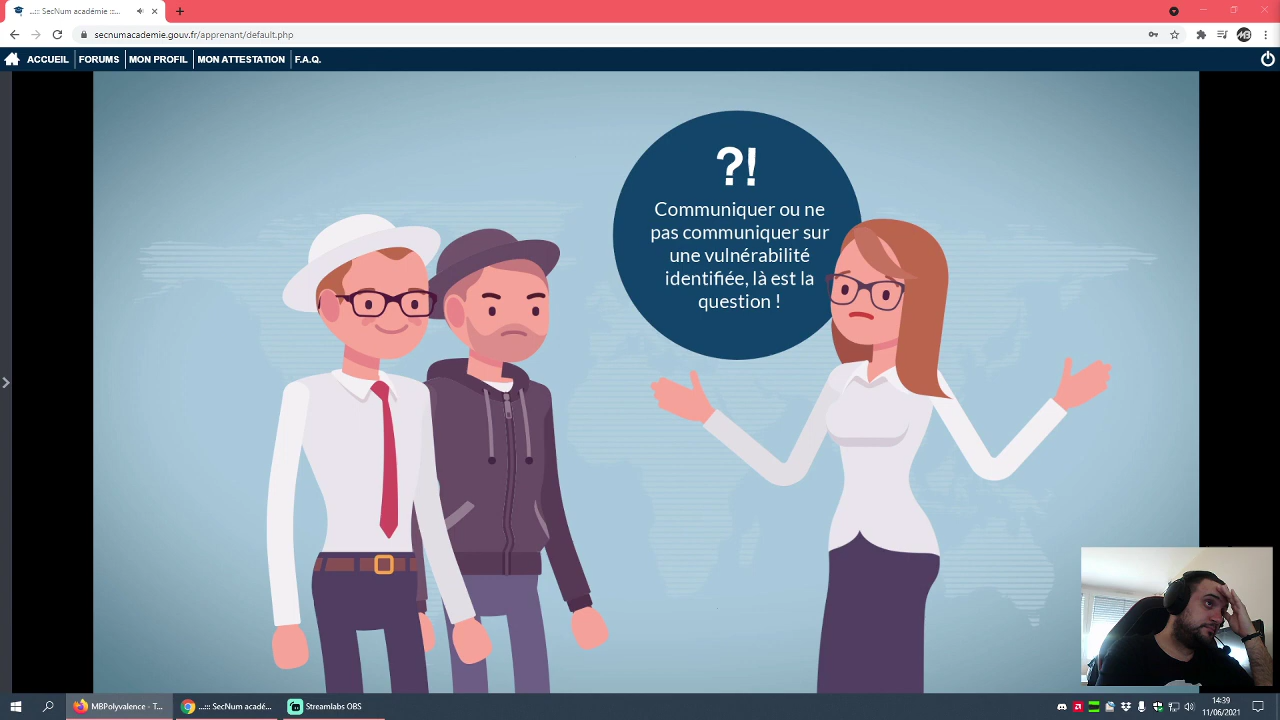 ...::: SecNum académie :::...
secnumacademie.gouv.fr/apprenant/default.php
ACCUEIL
FORUMS
MON PROFIL
MON ATTESTATION
F.A.Q.
?!
Communiquer ou ne
pas communiquer sur
une vulnérabilité
identifiée, là est la
question !
MBPolyvalence - T...
...::: SecNum acadé...
Streamlabs OBS
14:39
11/06/2021